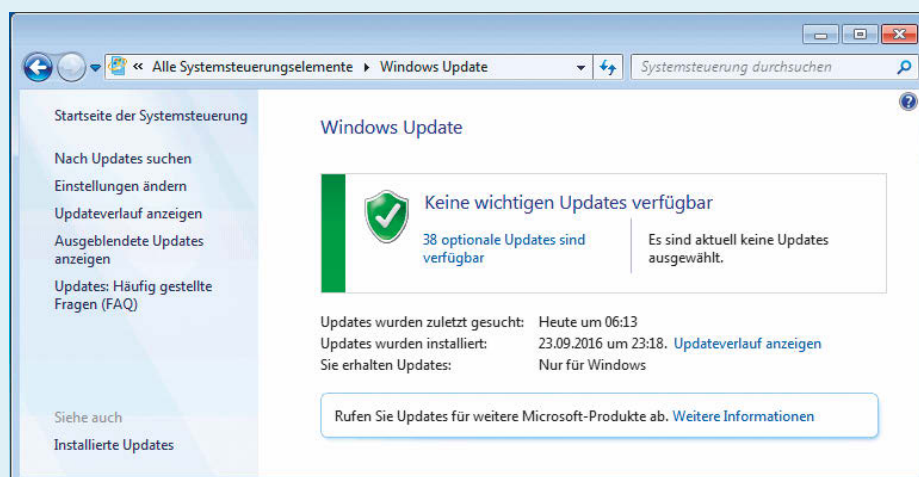 « Alle Systemsteuerungselemente ▸ Windows Update
Systemsteuerung durchsuchen
Startseite der Systemsteuerung
Nach Updates suchen
Einstellungen ändern
Updateverlauf anzeigen
Ausgeblendete Updates
anzeigen
Updates: Häufig gestellte
Fragen (FAQ)
Siehe auch
Installierte Updates
Windows Update
Keine wichtigen Updates verfügbar
38 optionale Updates sind
verfügbar
Es sind aktuell keine Updates
ausgewählt.
Updates wurden zuletzt gesucht: Heute um 06:13
Updates wurden installiert: 23.09.2016 um 23:18. Updateverlauf anzeigen
Sie erhalten Updates: Nur für Windows
Rufen Sie Updates für weitere Microsoft-Produkte ab. Weitere Informationen